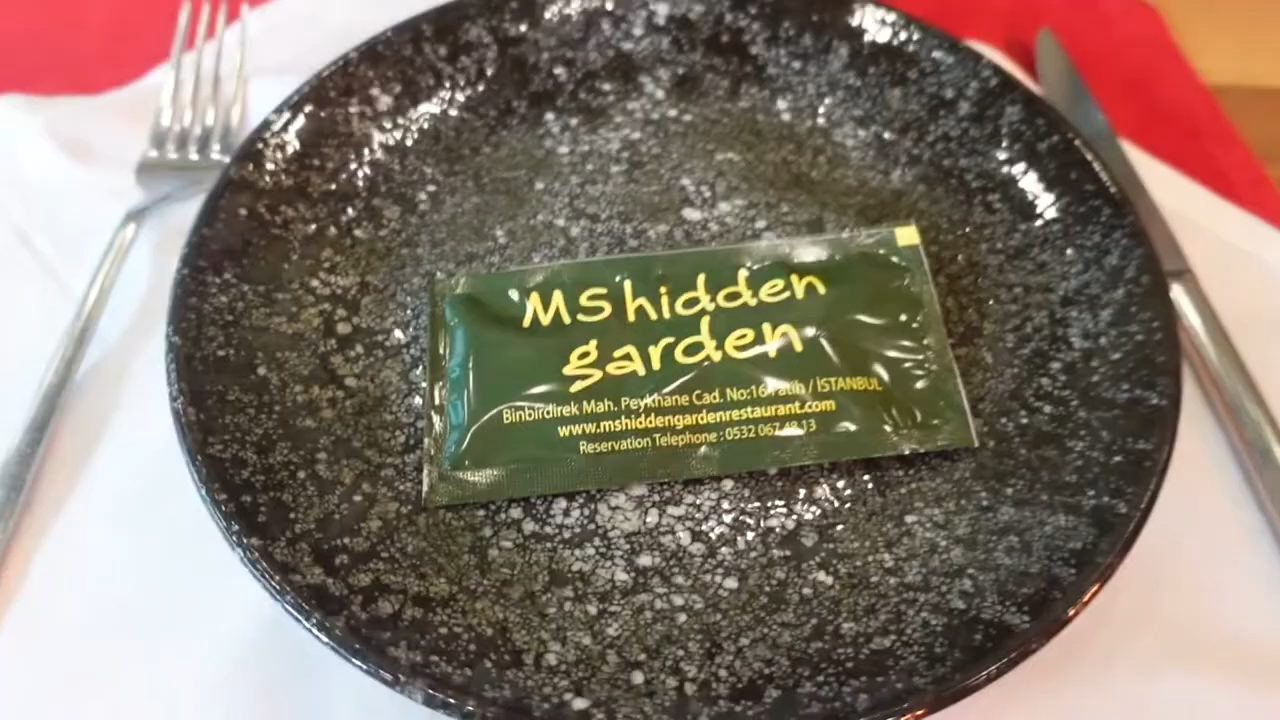 'MS hidden
garden
Binbirdirek Mah. Peykhane Cad. No:16 Fatih / İSTANBUL
www.mshiddengardenrestaurant.com
Reservation Telephone : 0532 067 48 13